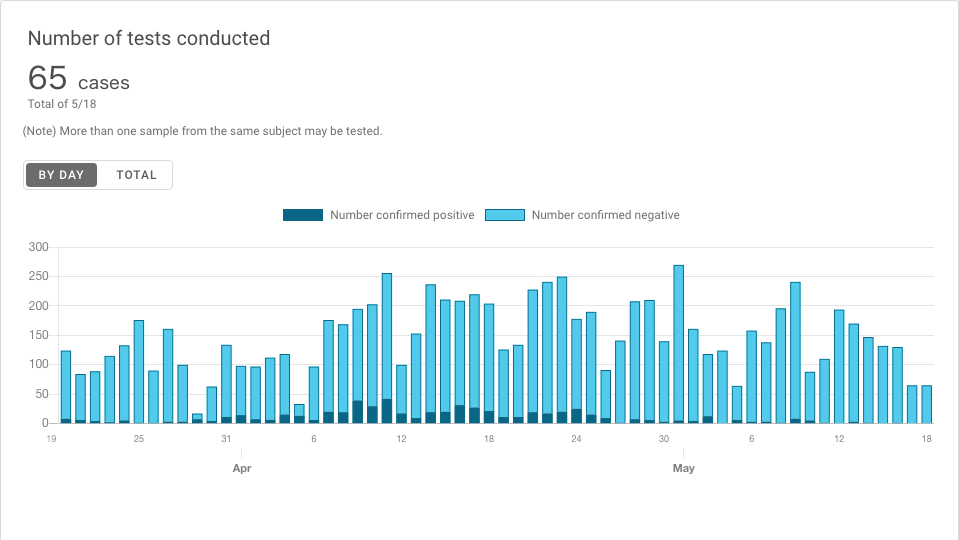 Number of tests conducted
65 cases
Total of 5/18
(Note) More than one sample from the same subject may be tested.
BY DAY TOTAL
Number confirmed positive Number confirmed negative
300
250
200
150
100
50
0
19 25 31 6 12 18 24 30 6 12 18
Apr May